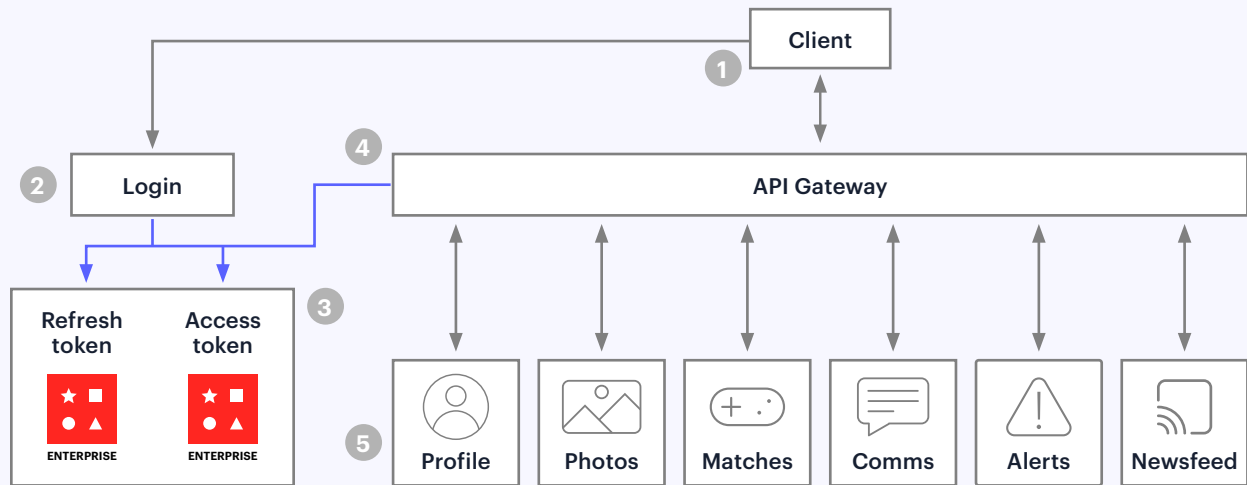 Client
1
4
2
Login
API Gateway
3
Refresh
token
Access
token
ENTERPRISE
ENTERPRISE
5
Profile
Photos
Matches
Comms
Alerts
Newsfeed